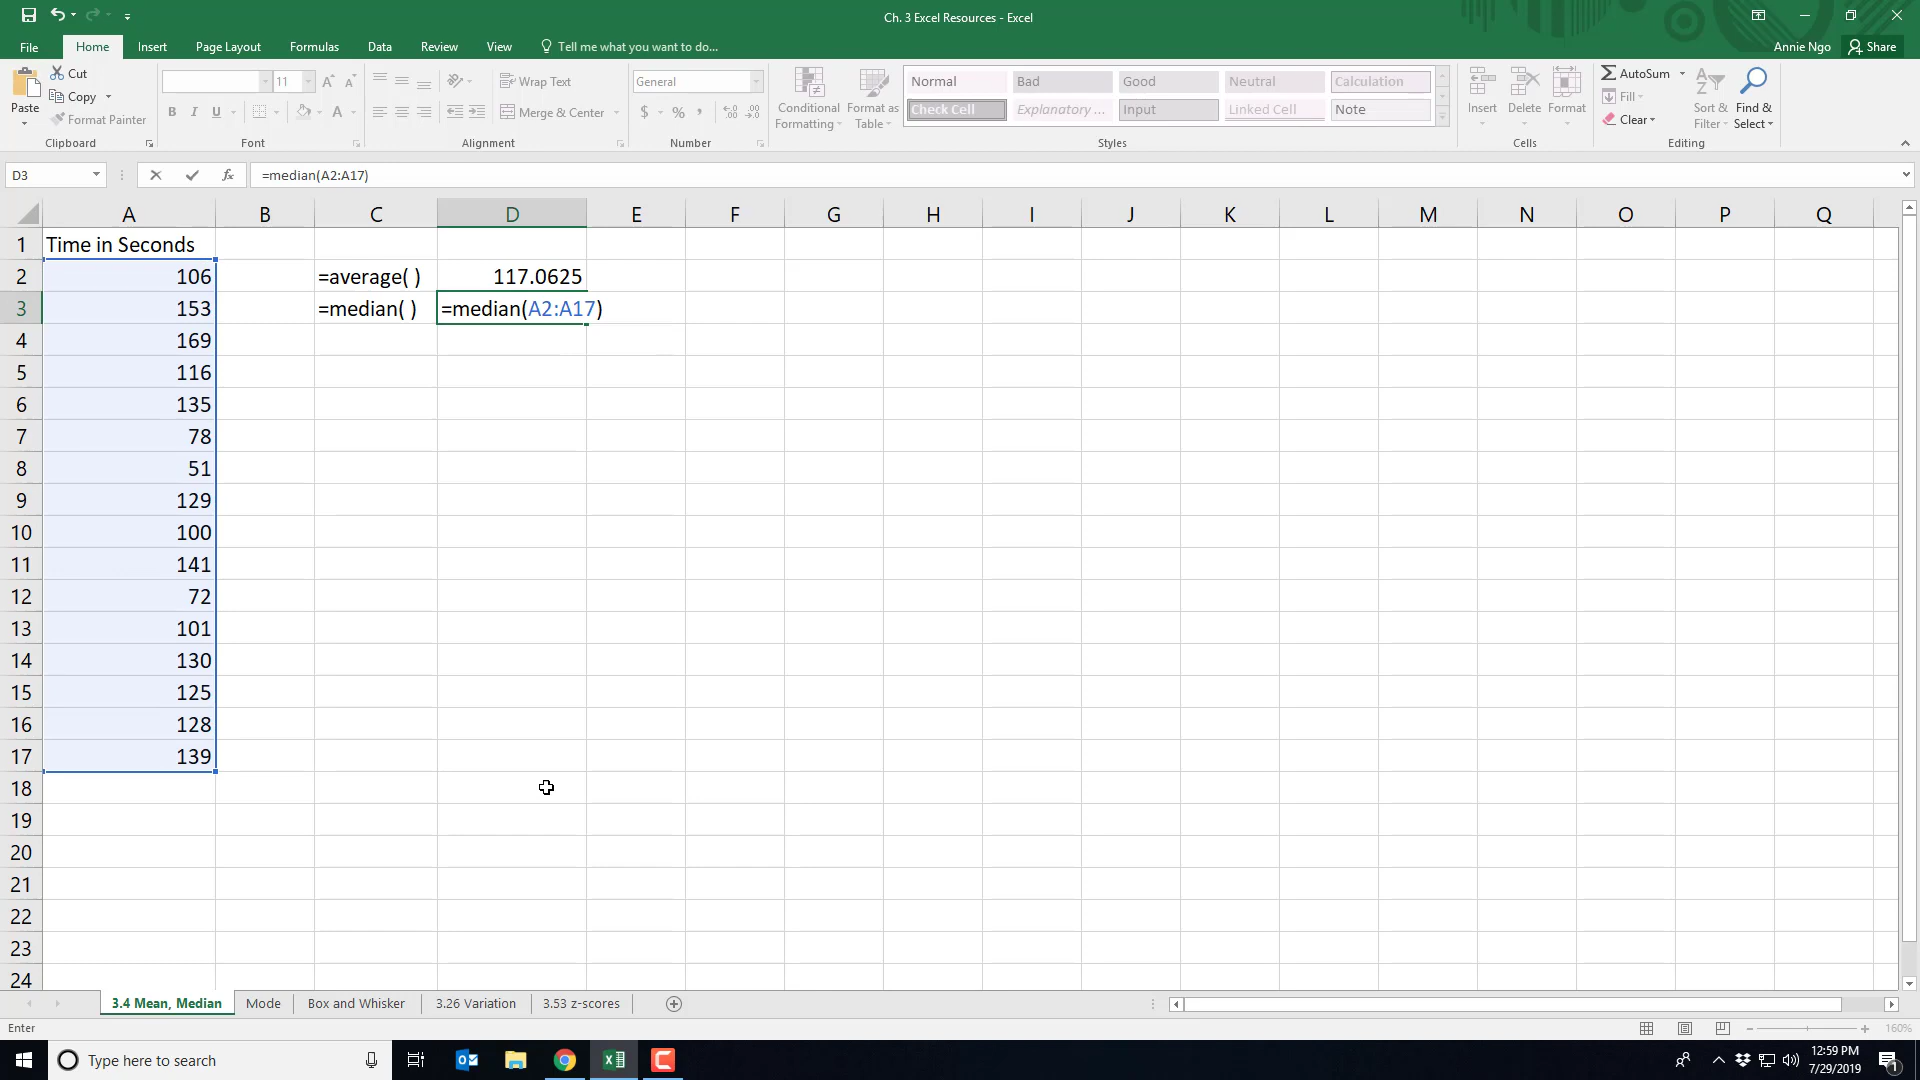 Ch. 3 Excel Resources - Excel
File Home Insert Page Layout Formulas Data Review View Tell me what you want to do... Annie Ngo Share
Paste Cut Copy Format Painter
Clipboard
11
B I U A
Font
Wrap Text
Merge & Center
Alignment
General
$ % ,
Number
Conditional Formatting
Format as Table
Normal Bad Good Neutral Calculation
Check Cell Explanatory ... Input Linked Cell Note
Styles
Insert Delete Format
Cells
AutoSum
Fill
Clear
Sort & Filter
Find & Select
Editing
D3 fx =median(A2:A17)
A B C D E F G H I J K L M N O P Q
1 Time in Seconds
2 106 =average( ) 117.0625
3 153 =median( ) =median(A2:A17)
4 169
5 116
6 135
7 78
8 51
9 129
10 100
11 141
12 72
13 101
14 130
15 125
16 128
17 139
18
19
20
21
22
23
24
3.4 Mean, Median Mode Box and Whisker 3.26 Variation 3.53 z-scores
Enter 160%
Type here to search
12:59 PM
7/29/2019
1